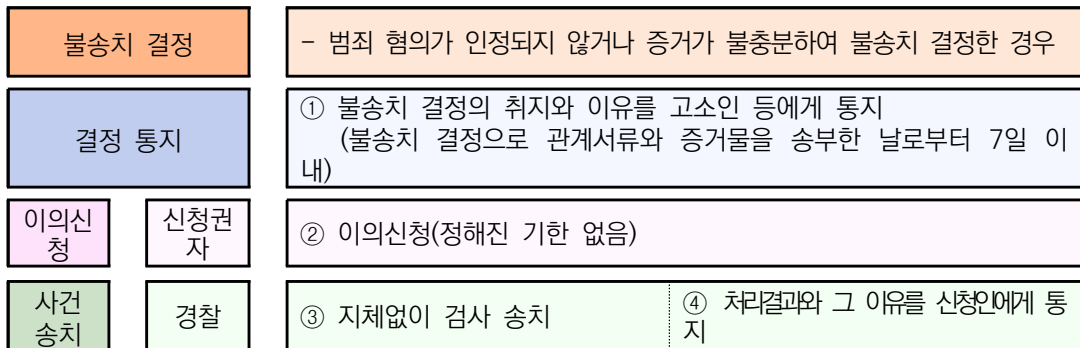 불송치 결정
- 범죄 혐의가 인정되지 않거나 증거가 불충분하여 불송치 결정한 경우
결정 통지
① 불송치 결정의 취지와 이유를 고소인 등에게 통지
(불송치 결정으로 관계서류와 증거물을 송부한 날로부터 7일 이
내)
이의신
청
신청권
자
② 이의신청(정해진 기한 없음)
사건
송치
경찰
③ 지체없이 검사 송치
④ 처리결과와 그 이유를 신청인에게 통
지